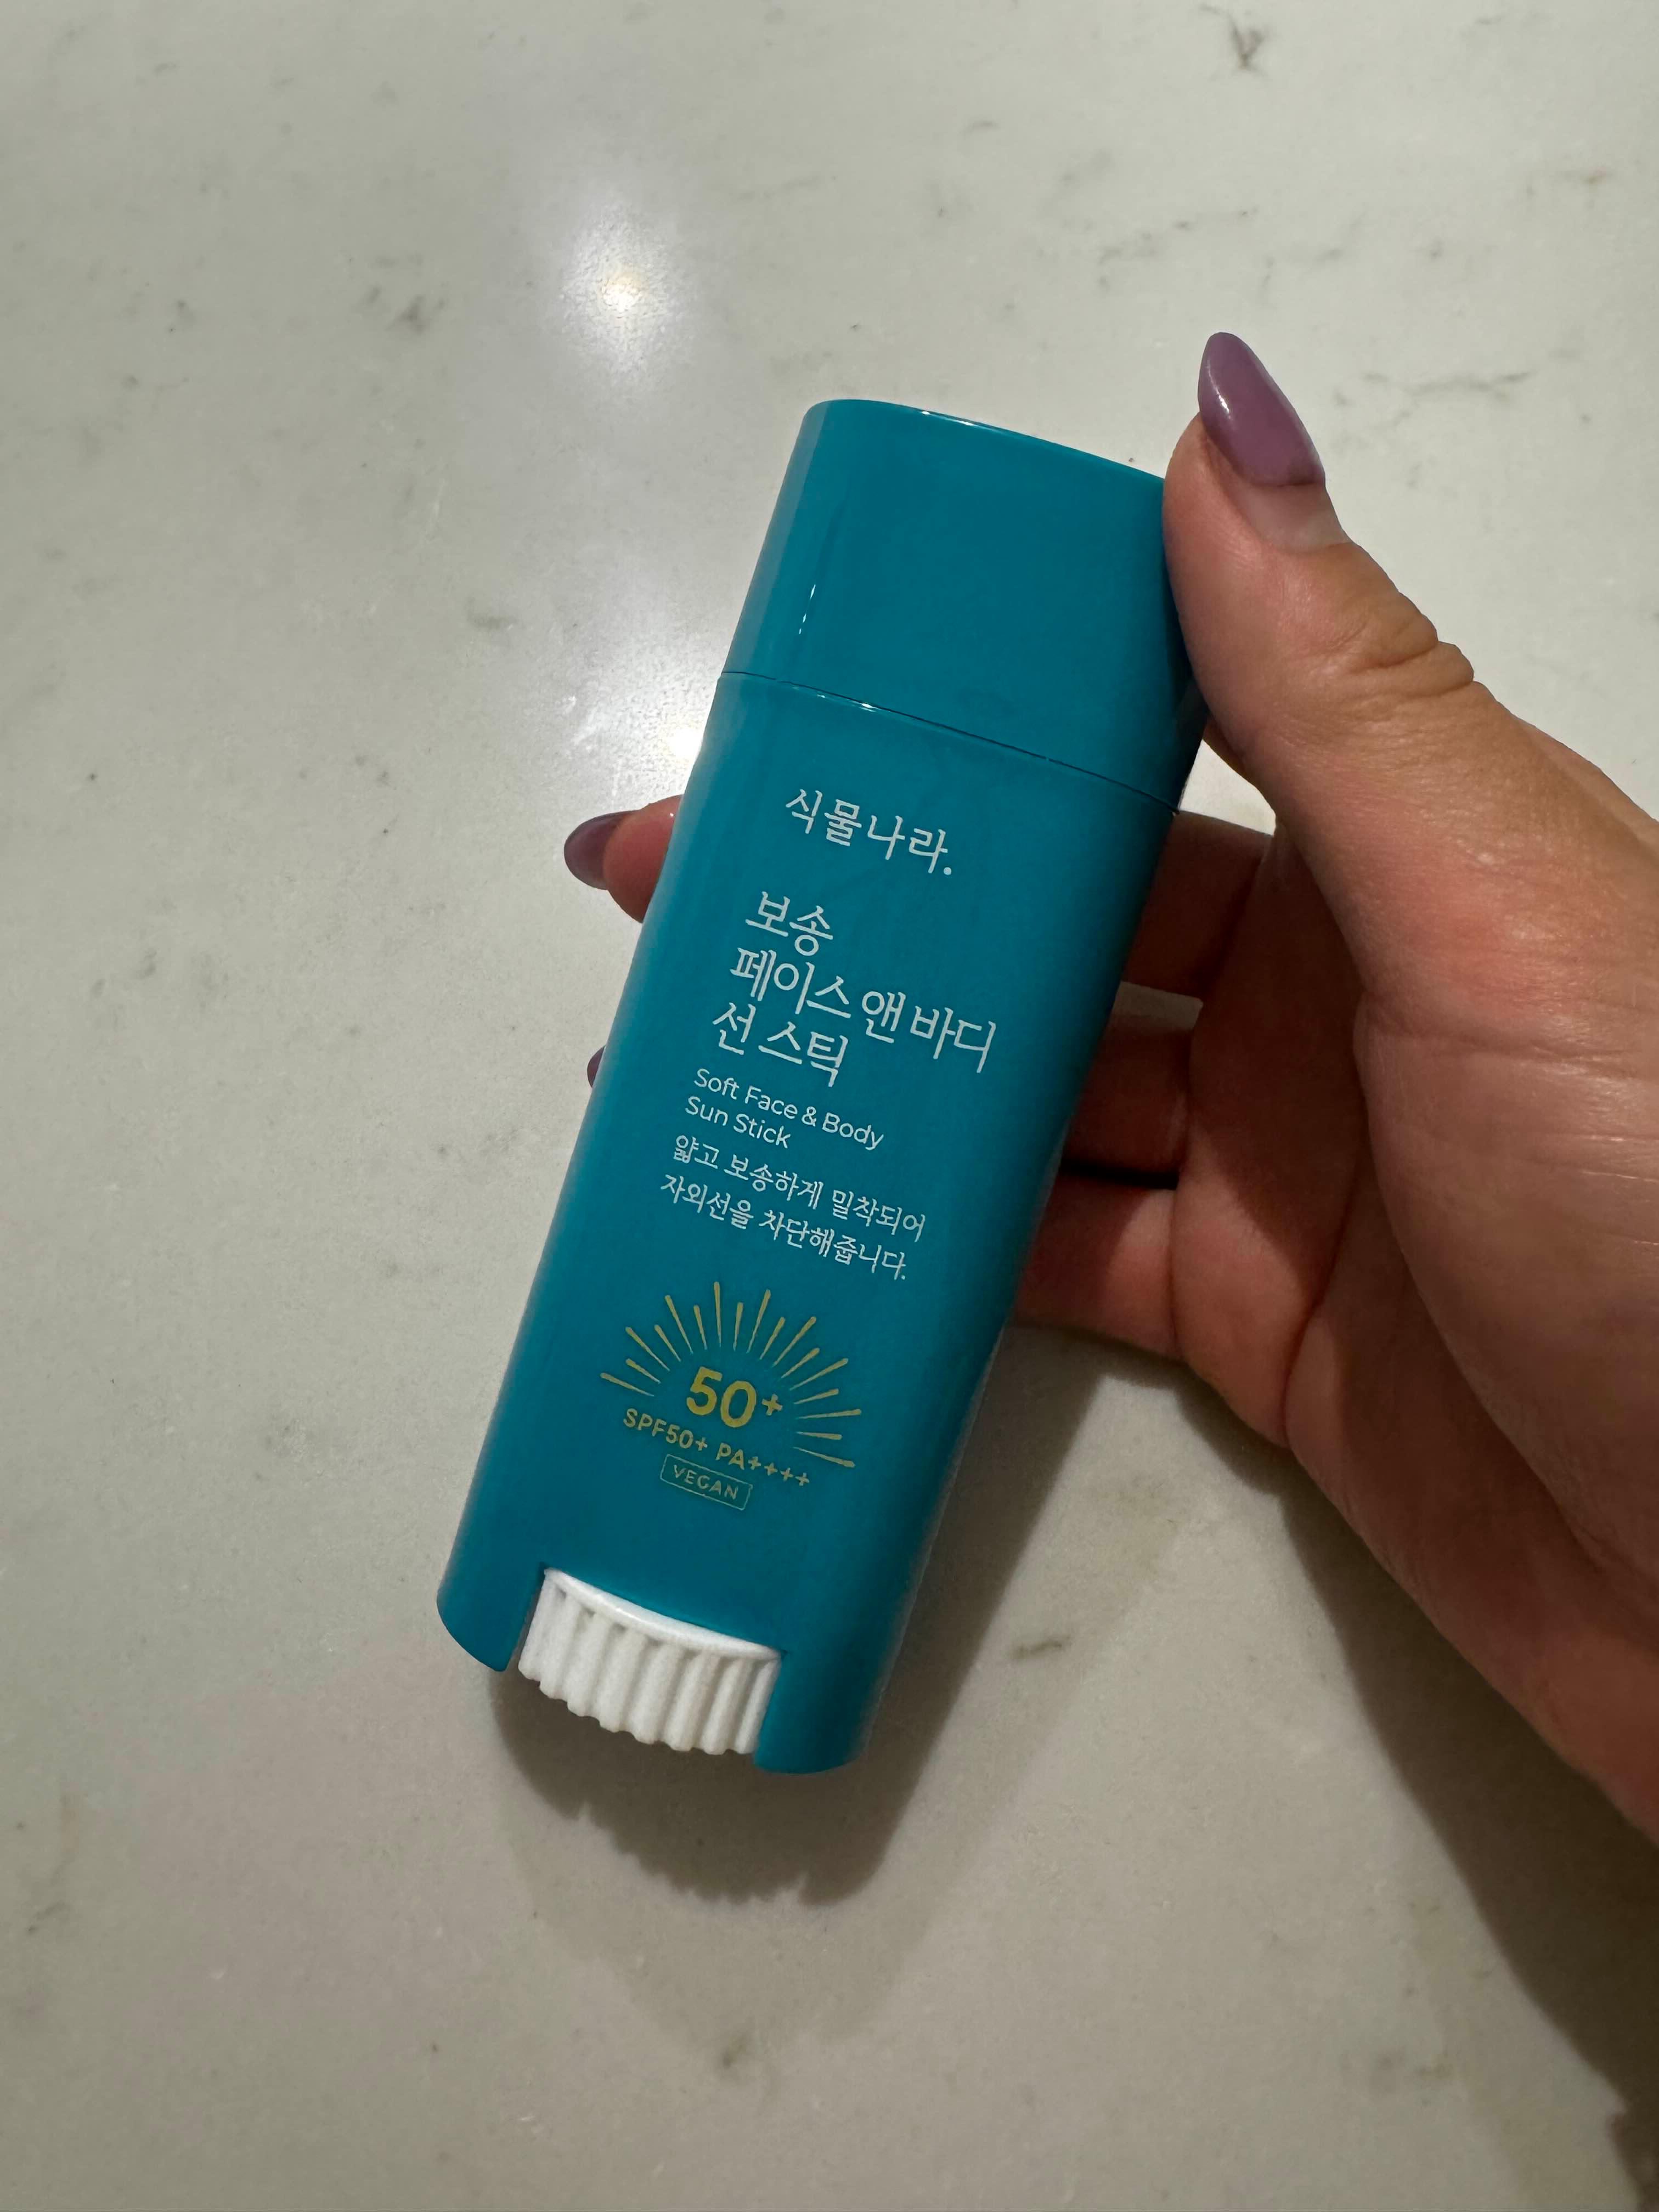 식물나라.
보송
페이스 앤 바디
선 스틱
Soft Face & Body
Sun Stick
얇고 보송하게 밀착되어
자외선을 차단해줍니다.
50+
SPF50+ PA++++
VEGAN